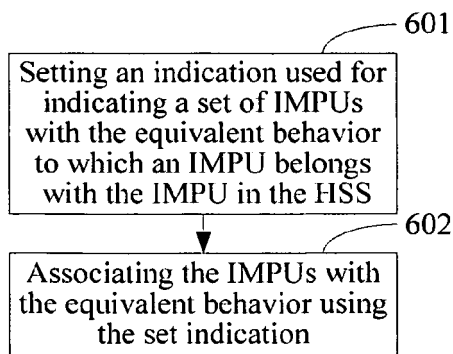 601
Setting an indication used for
indicating a set of IMPUs
with the equivalent behavior
to which an IMPU belongs
with the IMPU in the HSS
602
Associating the IMPUs with
the equivalent behavior using
the set indication